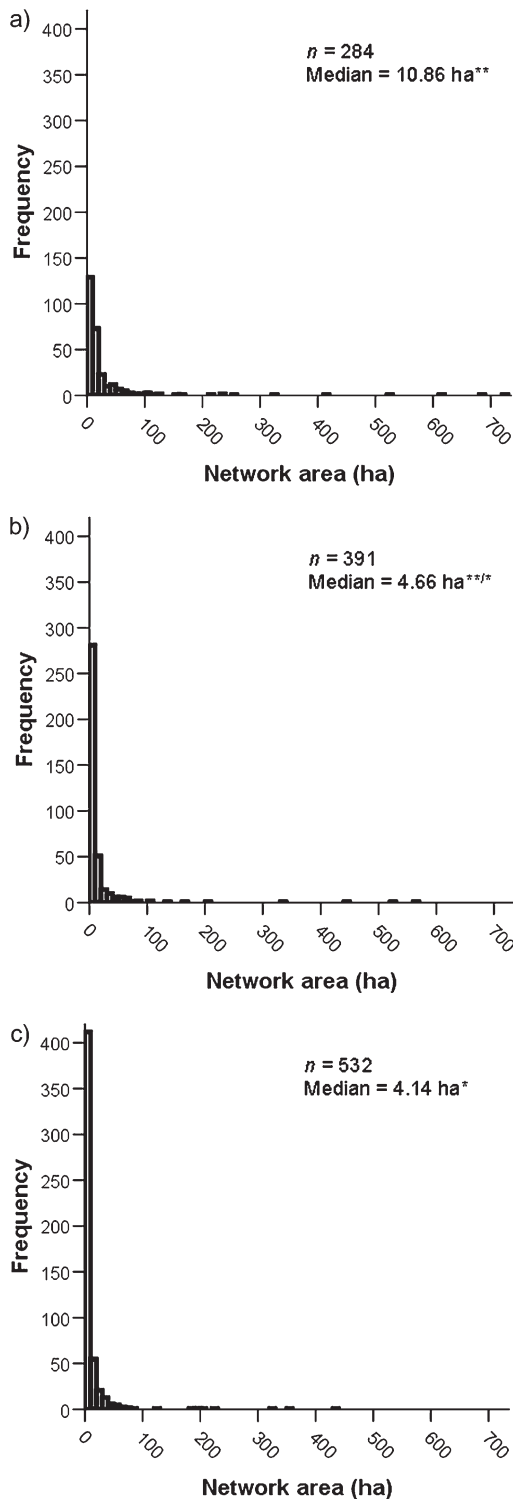 a)
n = 284
Median = 10.86 ha**
400
350
300
250
200
150
100
50
0
Frequency
0 100 200 300 400 500 600 700
Network area (ha)
b)
n = 391
Median = 4.66 ha**/*
400
350
300
250
200
150
100
50
0
Frequency
0 100 200 300 400 500 600 700
Network area (ha)
c)
n = 532
Median = 4.14 ha*
400
350
300
250
200
150
100
50
0
Frequency
0 100 200 300 400 500 600 700
Network area (ha)